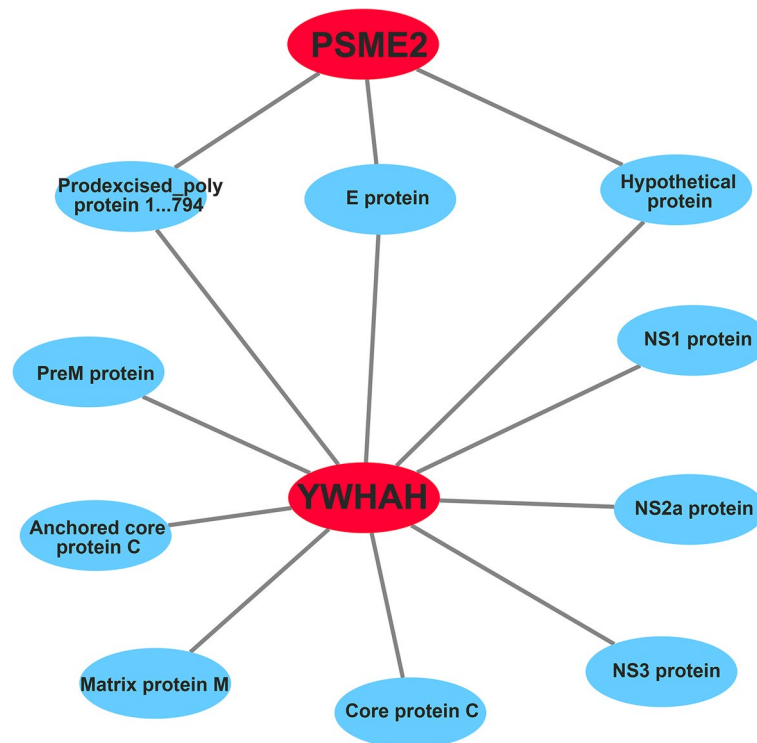 PSME2
Prodexcised_poly
protein 1...794
E protein
Hypothetical
protein
NS1 protein
PreM protein
YWHAH
NS2a protein
Anchored core
protein C
NS3 protein
Matrix protein M
Core protein C